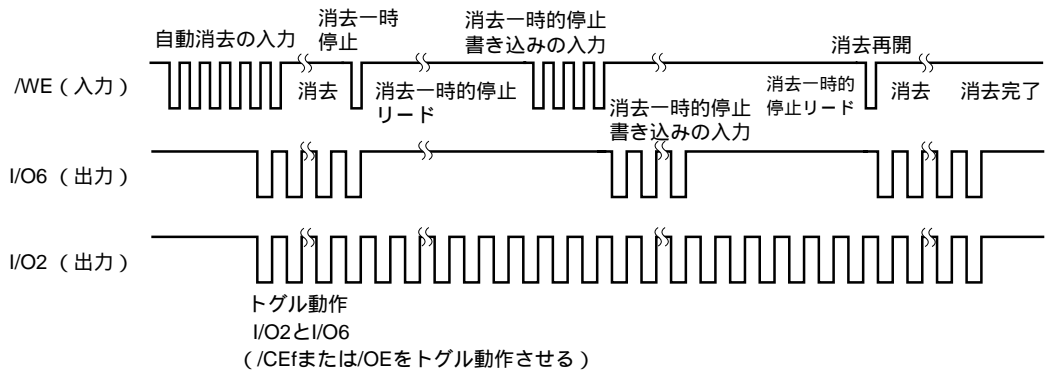 消去一時
停止
消去一時的停止
書き込みの入力
自動消去の入力
消去再開
/WE（入力）
消去
消去一時的停止
リード
消去一時的停止
書き込みの入力
消去一時的
停止リード
消去
消去完了
I/O6 （出力）
I/O2 （出力）
トグル動作
I/O2とI/O6
（/CEfまたは/OEをトグル動作させる）